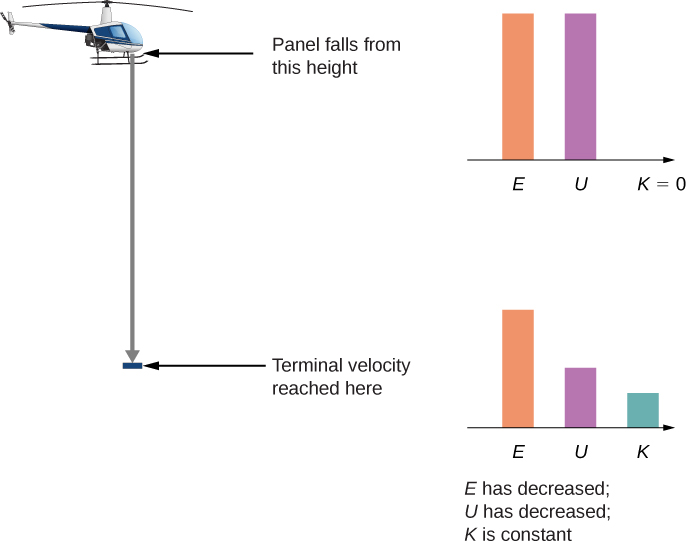 Panel falls from
this height
E U K = 0
Terminal velocity
reached here
E U K
E has decreased;
U has decreased;
K is constant